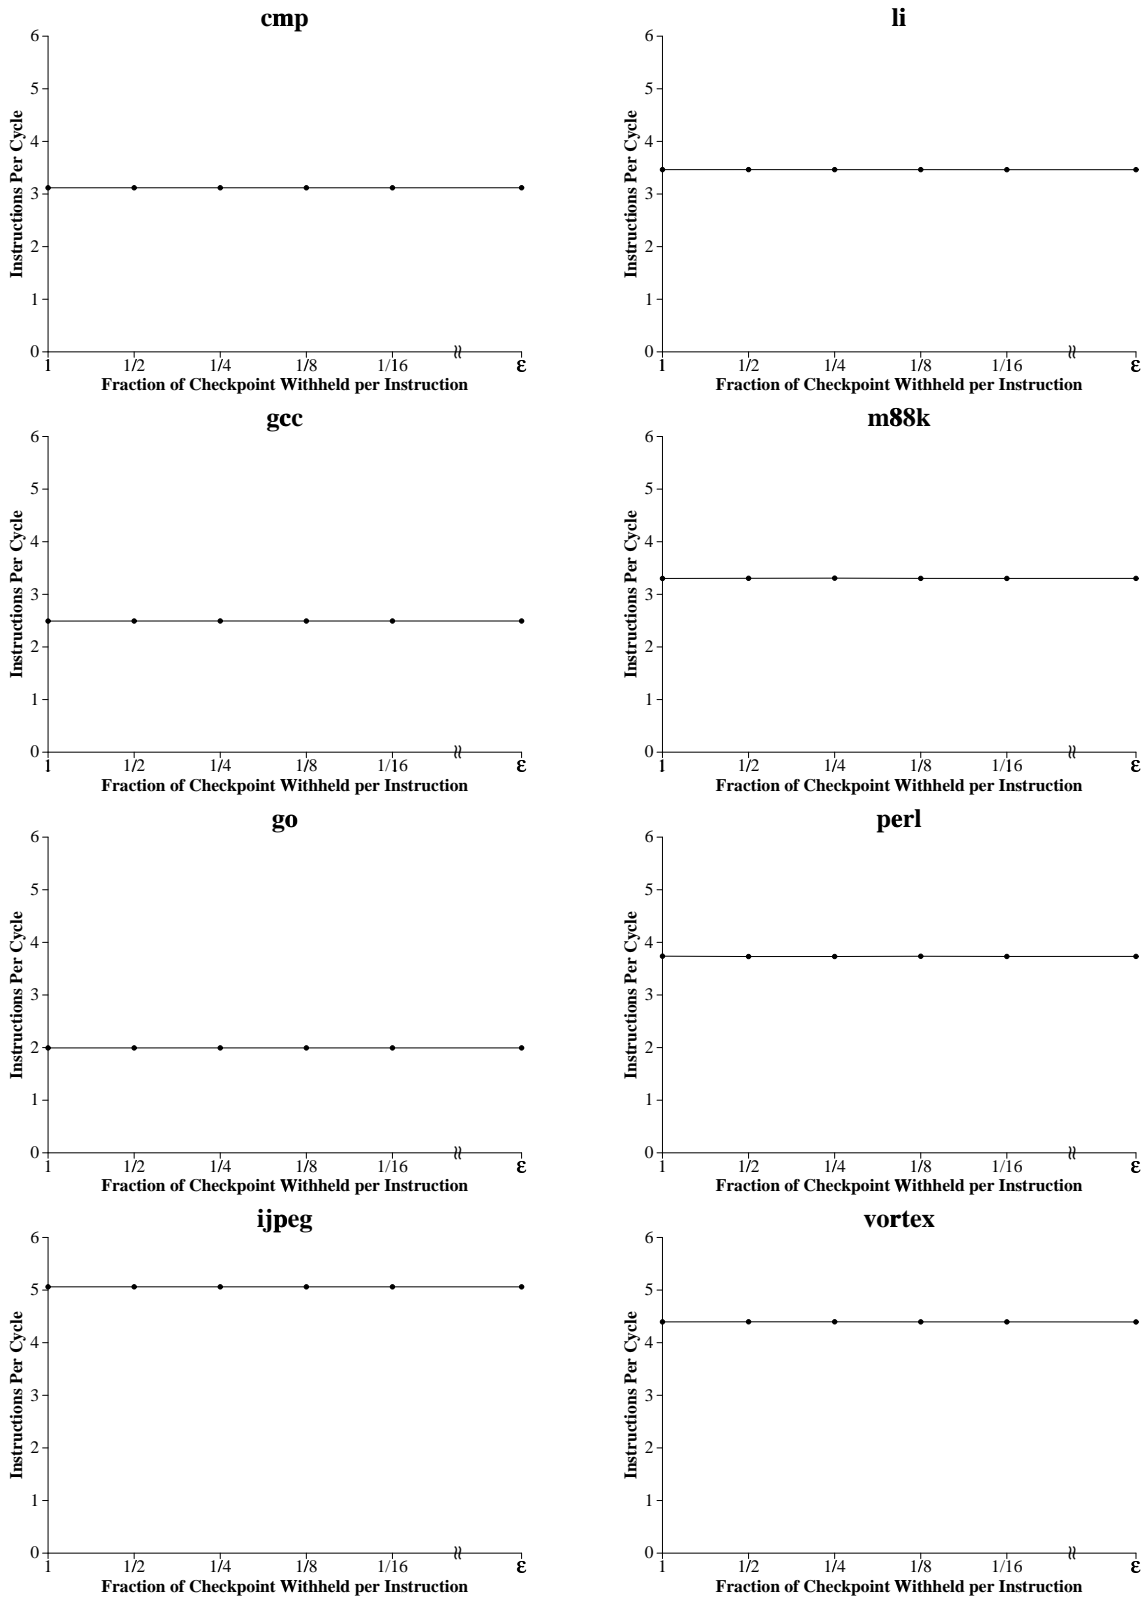 cmp
6
5
4
3
2
1
0
Instructions Per Cycle
1 1/2 1/4 1/8 1/16 ≈ ε
Fraction of Checkpoint Withheld per Instruction
li
6
5
4
3
2
1
0
Instructions Per Cycle
1 1/2 1/4 1/8 1/16 ≈ ε
Fraction of Checkpoint Withheld per Instruction
gcc
6
5
4
3
2
1
0
Instructions Per Cycle
1 1/2 1/4 1/8 1/16 ≈ ε
Fraction of Checkpoint Withheld per Instruction
m88k
6
5
4
3
2
1
0
Instructions Per Cycle
1 1/2 1/4 1/8 1/16 ≈ ε
Fraction of Checkpoint Withheld per Instruction
go
6
5
4
3
2
1
0
Instructions Per Cycle
1 1/2 1/4 1/8 1/16 ≈ ε
Fraction of Checkpoint Withheld per Instruction
perl
6
5
4
3
2
1
0
Instructions Per Cycle
1 1/2 1/4 1/8 1/16 ≈ ε
Fraction of Checkpoint Withheld per Instruction
ijpeg
6
5
4
3
2
1
0
Instructions Per Cycle
1 1/2 1/4 1/8 1/16 ≈ ε
Fraction of Checkpoint Withheld per Instruction
vortex
6
5
4
3
2
1
0
Instructions Per Cycle
1 1/2 1/4 1/8 1/16 ≈ ε
Fraction of Checkpoint Withheld per Instruction